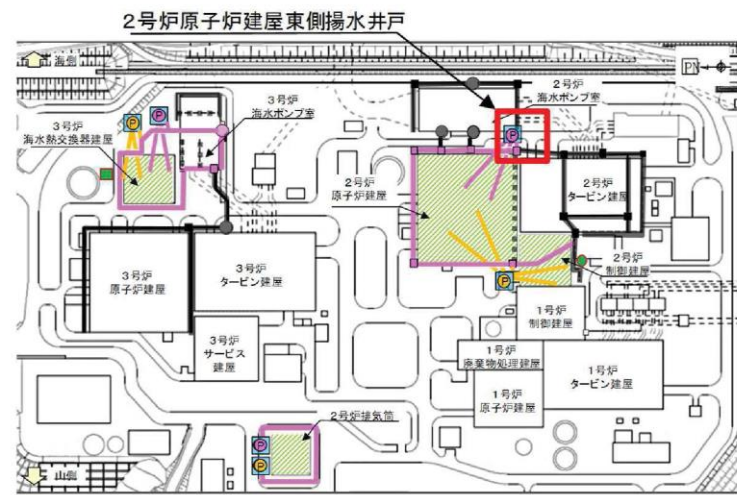 2号炉原子炉建屋東側揚水井戸
海側
PN
3号炉
海水熱交換器建屋
P
P
3号炉
海水ポンプ室
2号炉
海水ポンプ室
P
2号炉
原子炉建屋
2号炉
タービン建屋
2号炉
制御建屋
P
3号炉
原子炉建屋
3号炉
タービン建屋
3号炉
サービス
建屋
1号炉
制御建屋
1号炉
廃棄物処理建屋
1号炉
原子炉建屋
1号炉
タービン建屋
2号炉排気筒
P
P
山側